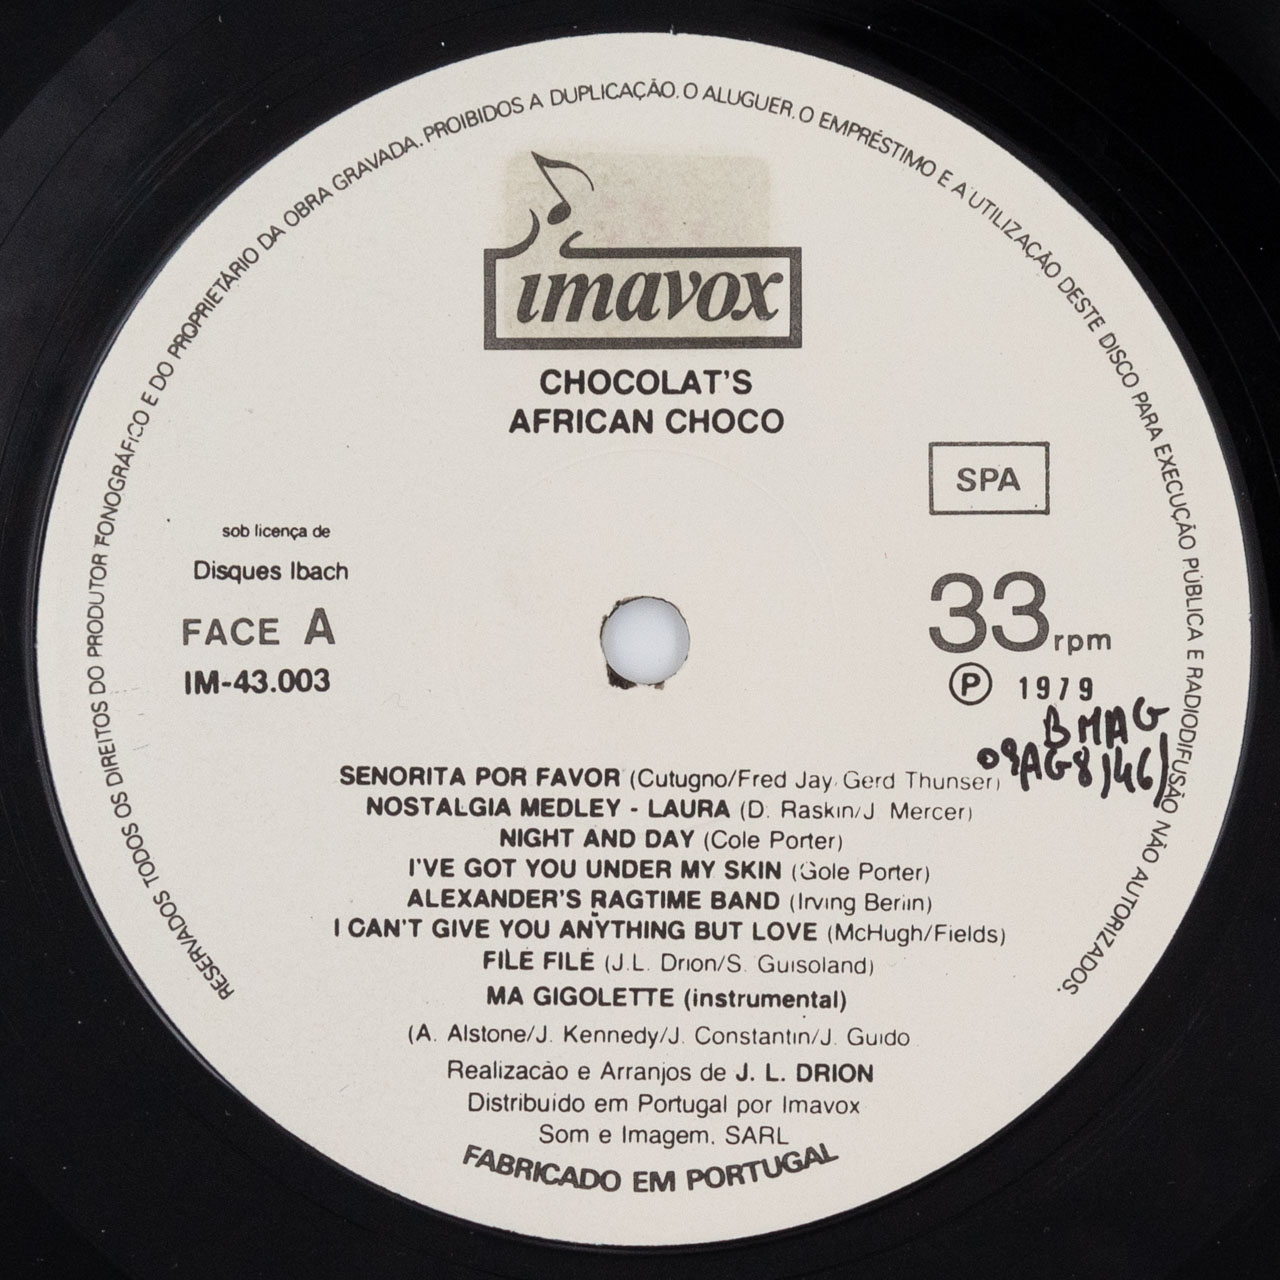 RESERVADOS TODOS OS DIREITOS DO PRODUTOR FONOGRÁFICO E DO PROPRIETÁRIO DA OBRA GRAVADA. PROIBIDOS A DUPLICAÇÃO. O ALUGUER. O EMPRÉSTIMO E A UTILIZAÇÃO DESTE DISCO PARA EXECUÇÃO PÚBLICA E RADIODIFUSÃO NÃO AUTORIZADOS.
imavox
CHOCOLAT'S
AFRICAN CHOCO
SPA
sob licença de
Disques Ibach
FACE A
IM-43.003
33 rpm
Ⓟ 1979
BMAG
09AG8)46)
SENORITA POR FAVOR (Cutugno/Fred Jay. Gerd Thunser)
NOSTALGIA MEDLEY - LAURA (D. Raskin/J Mercer)
NIGHT AND DAY (Cole Porter)
I'VE GOT YOU UNDER MY SKIN (Gole Porter)
ALEXANDER'S RAGTIME BAND (Irving Berlin)
I CAN'T GIVE YOU ANYTHING BUT LOVE (McHugh/Fields)
FILE FILE (J.L. Drion/S. Guisoland)
MA GIGOLETTE (instrumental)
(A. Alstone/J. Kennedy/J. Constantin/J. Guido
Realizacão e Arranjos de J. L. DRION
Distribuido em Portugal por Imavox
Som e Imagem. SARL
FABRICADO EM PORTUGAL